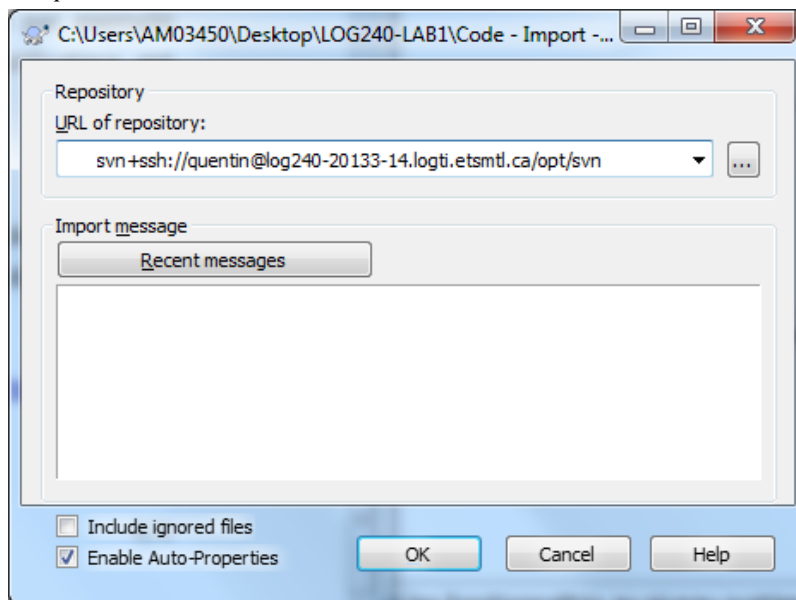 C:\Users\AM03450\Desktop\LOG240-LAB1\Code - Import -...
Repository
URL of repository:
svn+ssh://quentin@log240-20133-14.logti.etsmtl.ca/opt/svn
...
Import message
Recent messages
Include ignored files
Enable Auto-Properties
OK Cancel Help